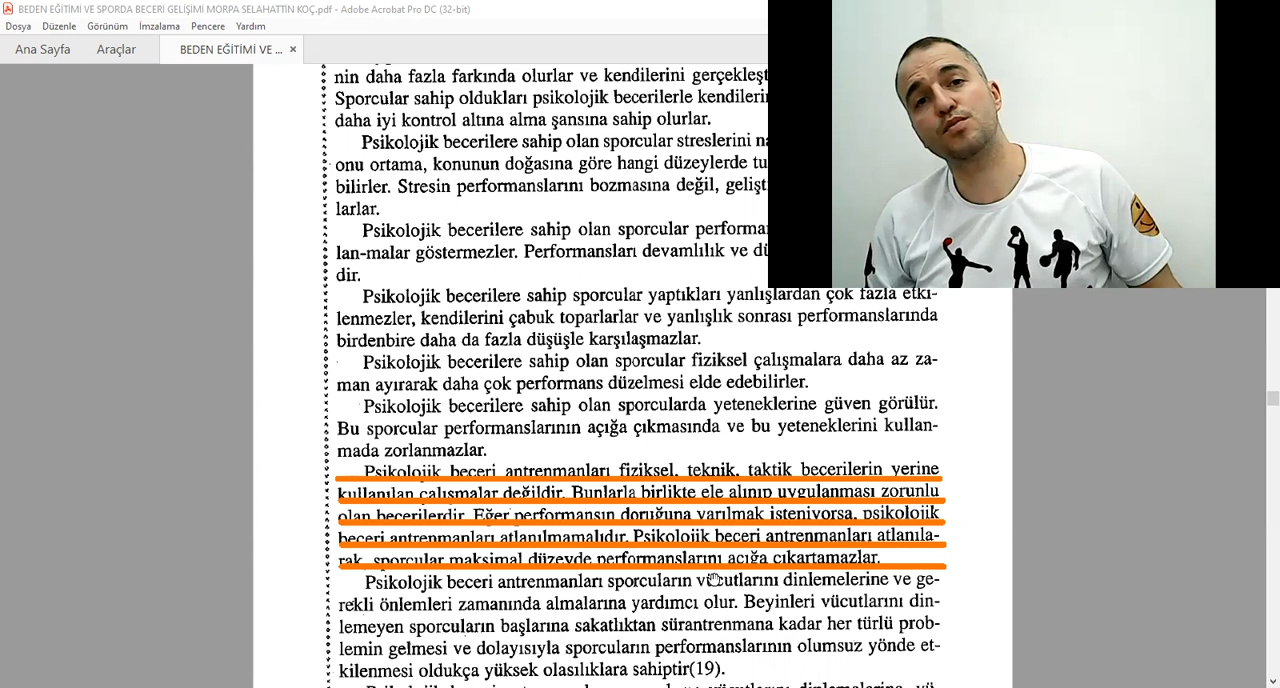 BEDEN EĞİTİMİ VE SPORDA BECERİ GELİŞİMİ MORPA SELAHATTİN KOÇ.pdf - Adobe Acrobat Pro DC (32-bit)
Dosya Düzenle Görünüm İmzalama Pencere Yardım
Ana Sayfa Araçlar BEDEN EĞİTİMİ VE ... ×
nin daha fazla farkında olurlar ve kendilerini gerçekleşt
Sporcular sahip oldukları psikolojik becerilerle kendilerin
daha iyi kontrol altına alma şansına sahip olurlar.
Psikolojik becerilere sahip olan sporcular streslerini na
onu ortama, konunun doğasına göre hangi düzeylerde tu
bilirler. Stresin performanslarını bozmasına değil, gelişti
larlar.
Psikolojik becerilere sahip olan sporcular performan
lan-malar göstermezler. Performansları devamlılık ve dü
dir.
Psikolojik becerilere sahip sporcular yaptıkları yanlışlardan çok fazla etki-
lenmezler, kendilerini çabuk toparlarlar ve yanlışlık sonrası performanslarında
birdenbire daha da fazla düşüşle karşılaşmazlar.
Psikolojik becerilere sahip olan sporcular fiziksel çalışmalara daha az za-
man ayırarak daha çok performans düzelmesi elde edebilirler.
Psikolojik becerilere sahip olan sporcularda yeteneklerine güven görülür.
Bu sporcular performanslarının açığa çıkmasında ve bu yeteneklerini kullan-
mada zorlanmazlar.
Psikolojik beceri antrenmanları fiziksel, teknik, taktik becerilerin yerine
kullanılan çalışmalar değildir. Bunlarla birlikte ele alınıp uygulanması zorunlu
olan becerilerdir. Eğer performansın doruğuna varılmak isteniyorsa, psikolojik
beceri antrenmanları atlanılmamalıdır. Psikolojik beceri antrenmanları atlanıla-
rak, sporcular maksimal düzeyde performanslarını açığa çıkartamazlar.
Psikolojik beceri antrenmanları sporcuların vücutlarını dinlemelerine ve ge-
rekli önlemleri zamanında almalarına yardımcı olur. Beyinleri vücutlarını din-
lemeyen sporcuların başlarına sakatlıktan sürantrenmana kadar her türlü prob-
lemin gelmesi ve dolayısıyla sporcuların performanslarının olumsuz yönde et-
kilenmesi oldukça yüksek olasılıklara sahiptir(19).